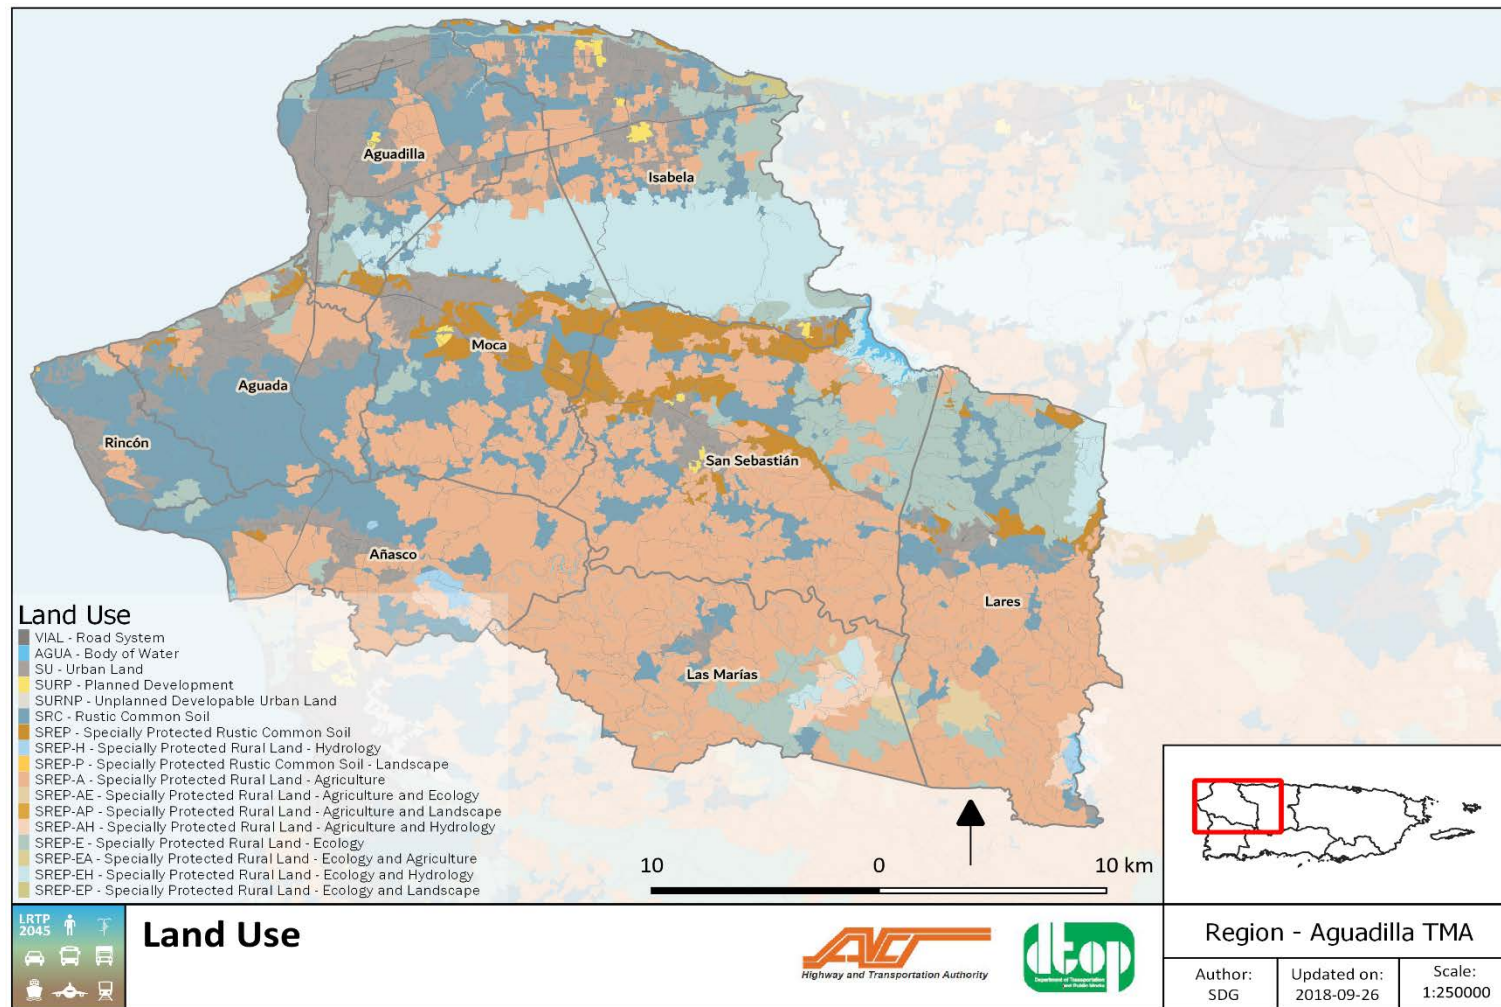 Aguadilla
Isabela
Moca
Aguada
Rincón
San Sebastián
Añasco
Lares
Las Marías
Land Use
VIAL - Road System
AGUA - Body of Water
SU - Urban Land
SURP - Planned Development
SURNP - Unplanned Developable Urban Land
SRC - Rustic Common Soil
SREP - Specially Protected Rustic Common Soil
SREP-H - Specially Protected Rural Land - Hydrology
SREP-P - Specially Protected Rustic Common Soil - Landscape
SREP-A - Specially Protected Rural Land - Agriculture
SREP-AE - Specially Protected Rural Land - Agriculture and Ecology
SREP-AP - Specially Protected Rural Land - Agriculture and Landscape
SREP-AH - Specially Protected Rural Land - Agriculture and Hydrology
SREP-E - Specially Protected Rural Land - Ecology
SREP-EA - Specially Protected Rural Land - Ecology and Agriculture
SREP-EH - Specially Protected Rural Land - Ecology and Hydrology
SREP-EP - Specially Protected Rural Land - Ecology and Landscape
10 0 10 km
LRTP
2045
Land Use
Highway and Transportation Authority
dtop
Department of Transportation
and Public Works
Region - Aguadilla TMA
Author:
SDG
Updated on:
2018-09-26
Scale:
1:250000